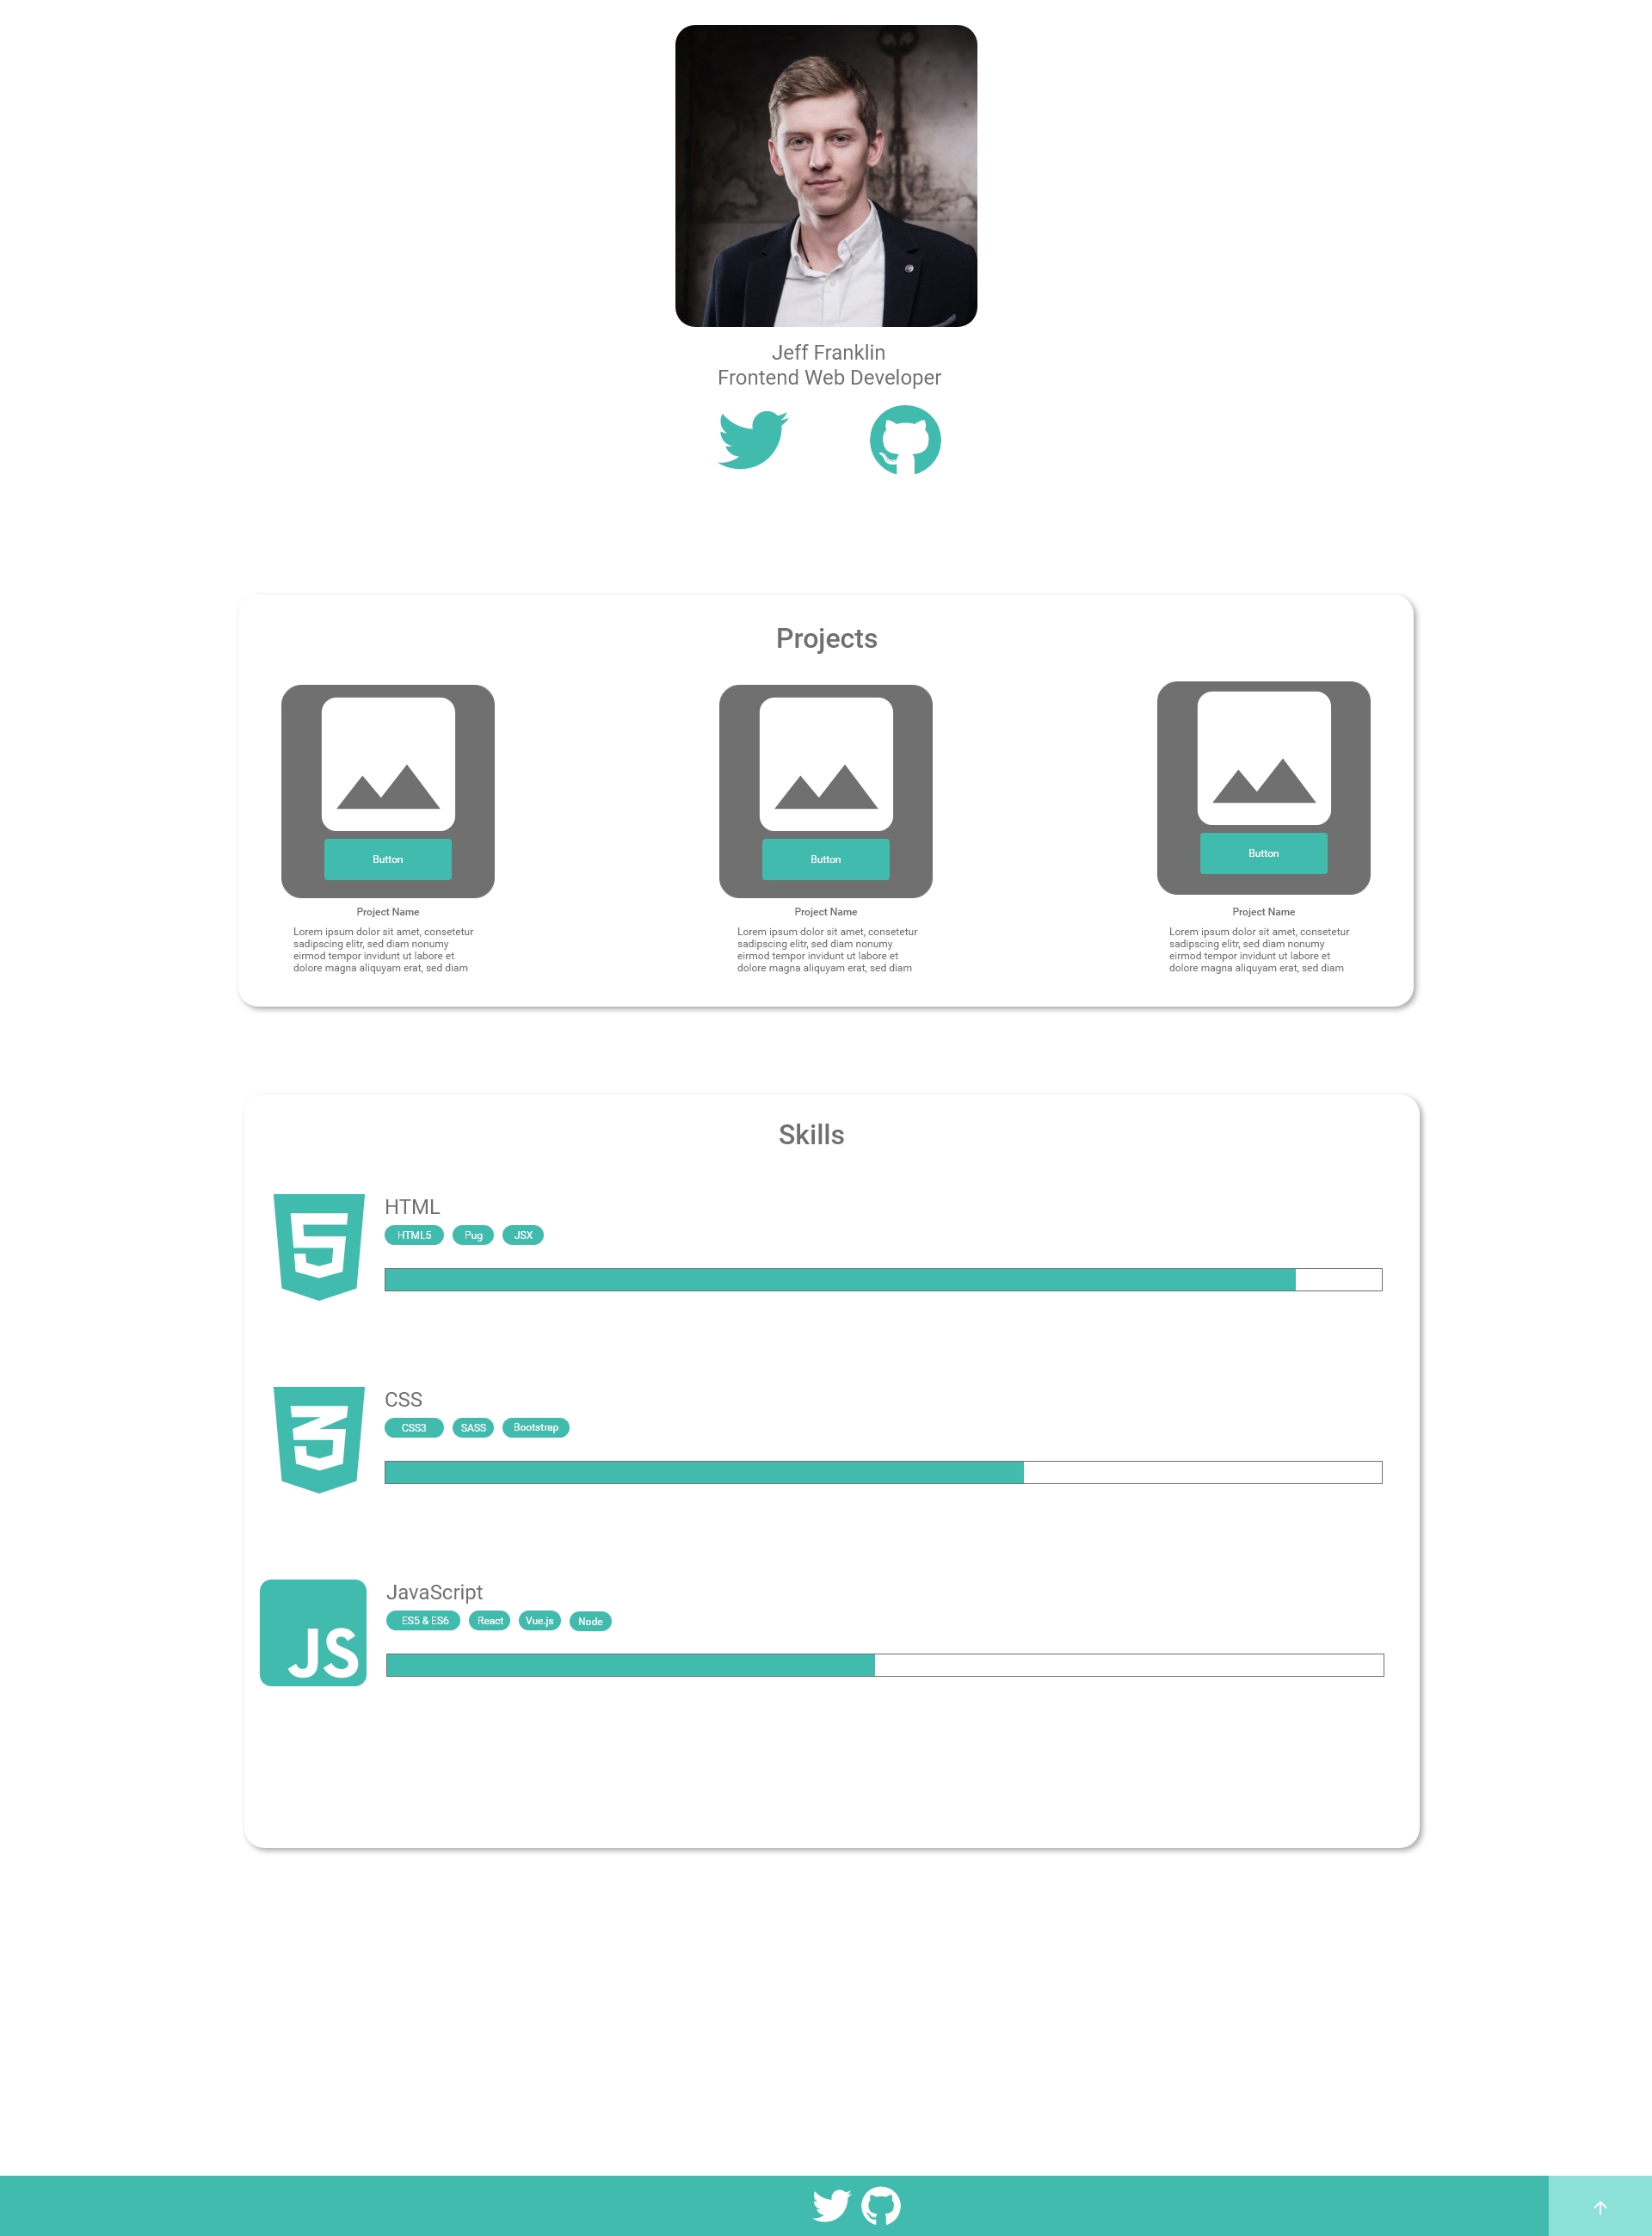 Jeff Franklin
Frontend Web Developer
Projects
Button
Button
Button
Project Name
Lorem ipsum dolor sit amet, consetetur
sadipscing elitr, sed diam nonumy
eirmod tempor invidunt ut labore et
dolore magna aliquyam erat, sed diam
Project Name
Lorem ipsum dolor sit amet, consetetur
sadipscing elitr, sed diam nonumy
eirmod tempor invidunt ut labore et
dolore magna aliquyam erat, sed diam
Project Name
Lorem ipsum dolor sit amet, consetetur
sadipscing elitr, sed diam nonumy
eirmod tempor invidunt ut labore et
dolore magna aliquyam erat, sed diam
Skills
5
HTML
HTML5 Pug JSX
3
CSS
CSS3 SASS Bootstrap
JS
JavaScript
ES5 & ES6 React Vue.js Node